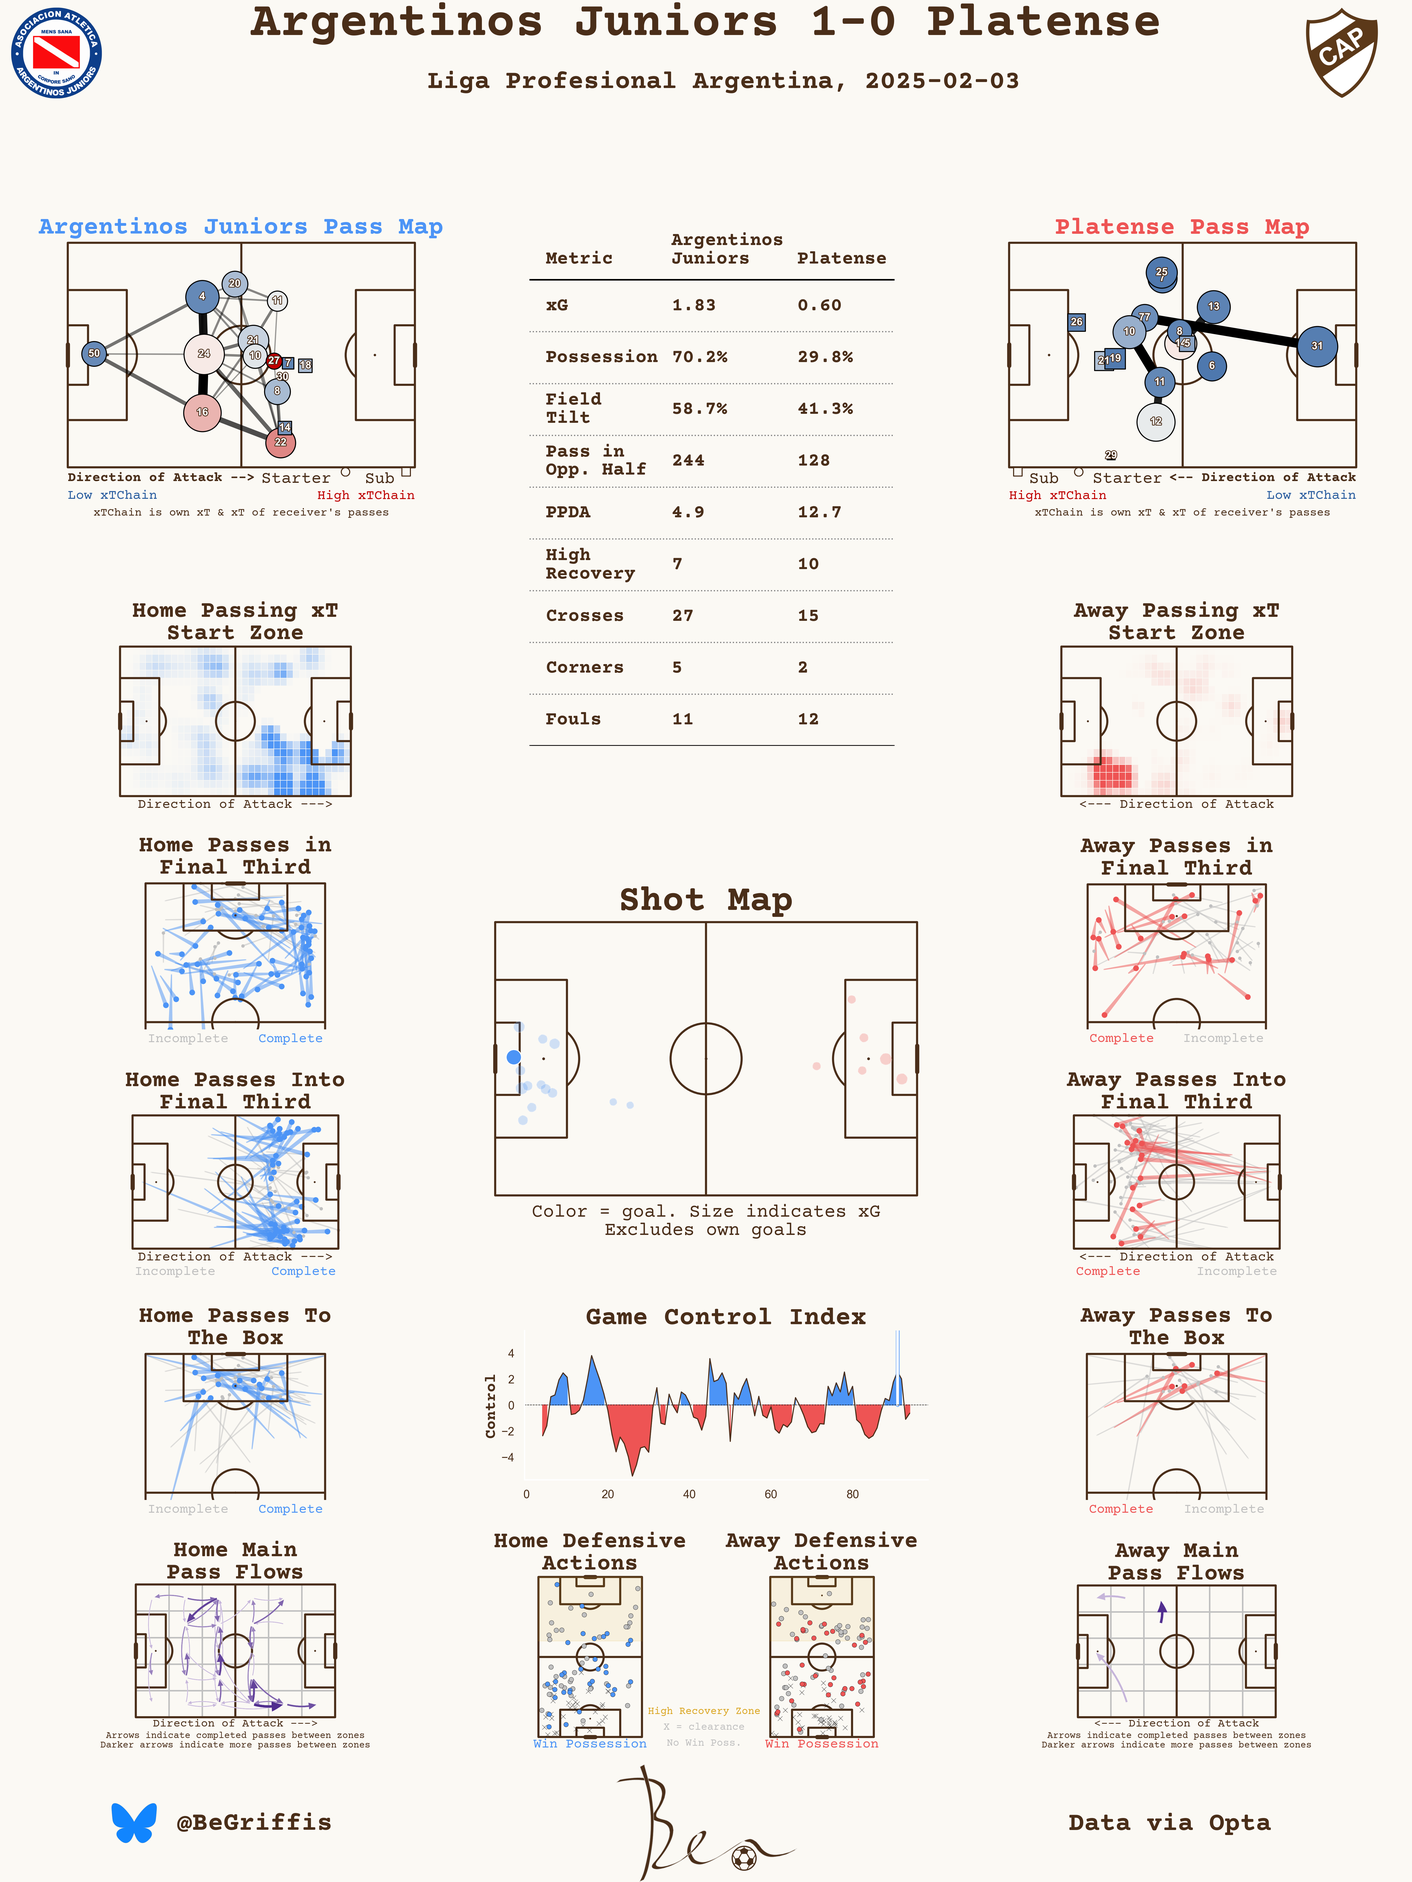 Argentinos Juniors 1-0 Platense
Liga Profesional Argentina, 2025-02-03
ASOCIACION ATLETICA
MENS SANA
IN
CORPORE SANO
ARGENTINOS JUNIORS
CAP
Argentinos Juniors Pass Map
50
4
20
11
24
21
10
27
7
18
30
8
16
14
22
Direction of Attack --> Starter Sub
Low xTChain High xTChain
xTChain is own xT & xT of receiver's passes
Metric Argentinos Juniors Platense
xG 1.83 0.60
Possession 70.2% 29.8%
Field Tilt 58.7% 41.3%
Pass in Opp. Half 244 128
PPDA 4.9 12.7
High Recovery 7 10
Crosses 27 15
Corners 5 2
Fouls 11 12
Platense Pass Map
25
7
13
26
77
10
8
31
21
19
6
11
12
29
Sub Starter <-- Direction of Attack
High xTChain Low xTChain
xTChain is own xT & xT of receiver's passes
Home Passing xT
Start Zone
Direction of Attack --->
Away Passing xT
Start Zone
<--- Direction of Attack
Home Passes in
Final Third
Incomplete Complete
Away Passes in
Final Third
Complete Incomplete
Shot Map
Color = goal. Size indicates xG
Excludes own goals
Home Passes Into
Final Third
Direction of Attack --->
Incomplete Complete
Away Passes Into
Final Third
<--- Direction of Attack
Complete Incomplete
Home Passes To
The Box
Incomplete Complete
Game Control Index
Control
4
2
0
−2
−4
0 20 40 60 80
Away Passes To
The Box
Complete Incomplete
Home Main
Pass Flows
Direction of Attack --->
Arrows indicate completed passes between zones
Darker arrows indicate more passes between zones
Home Defensive
Actions
Win Possession
Away Defensive
Actions
Win Possession
High Recovery Zone
X = clearance
No Win Poss.
Away Main
Pass Flows
<--- Direction of Attack
Arrows indicate completed passes between zones
Darker arrows indicate more passes between zones
@BeGriffis
Ben
Data via Opta